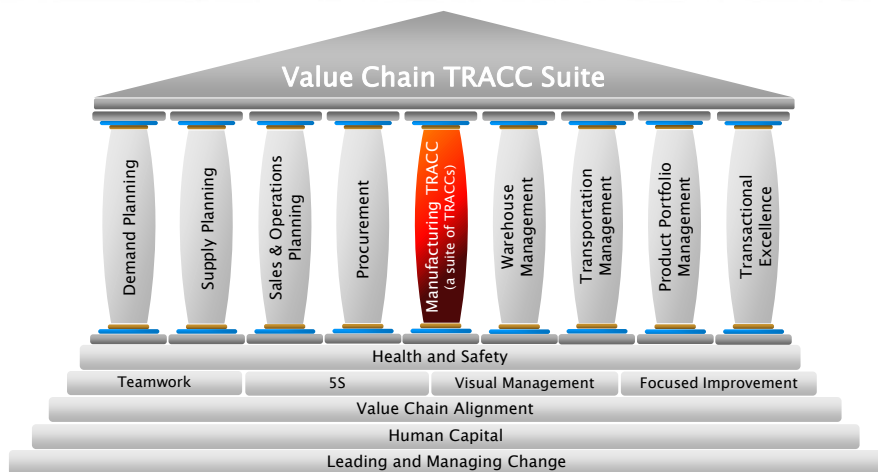 Value Chain TRACC Suite
Demand Planning
Supply Planning
Sales & Operations
Planning
Procurement
Manufacturing TRACC
(a suite of TRACCs)
Warehouse
Management
Transportation
Management
Product Portfolio
Management
Transactional
Excellence
Health and Safety
Teamwork
5S
Visual Management
Focused Improvement
Value Chain Alignment
Human Capital
Leading and Managing Change